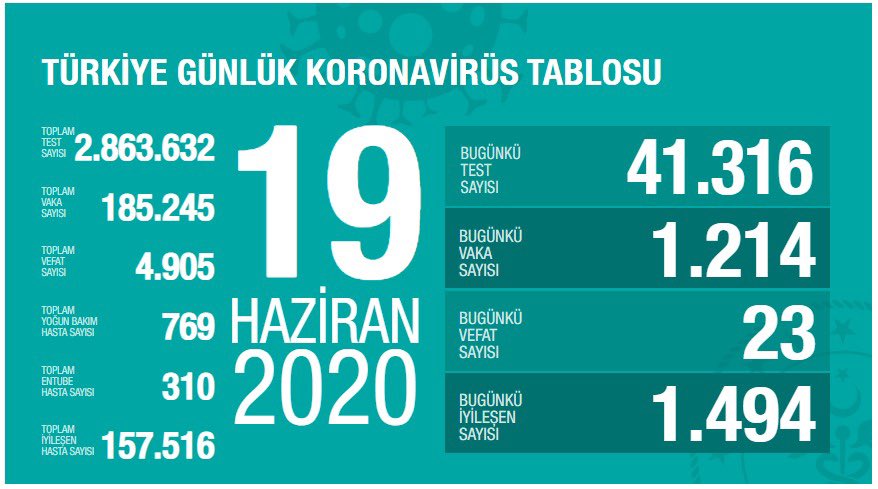 TÜRKİYE GÜNLÜK KORONAVİRÜS TABLOSU
TOPLAM
TEST
SAYISI
2.863.632
TOPLAM
VAKA
SAYISI
185.245
TOPLAM
VEFAT
SAYISI
4.905
TOPLAM
YOĞUN BAKIM
HASTA SAYISI
769
TOPLAM
ENTUBE
HASTA SAYISI
310
TOPLAM
İYİLEŞEN
HASTA SAYISI
157.516
19
HAZİRAN
2020
BUGÜNKÜ
TEST
SAYISI
41.316
BUGÜNKÜ
VAKA
SAYISI
1.214
BUGÜNKÜ
VEFAT
SAYISI
23
BUGÜNKÜ
İYİLEŞEN
SAYISI
1.494